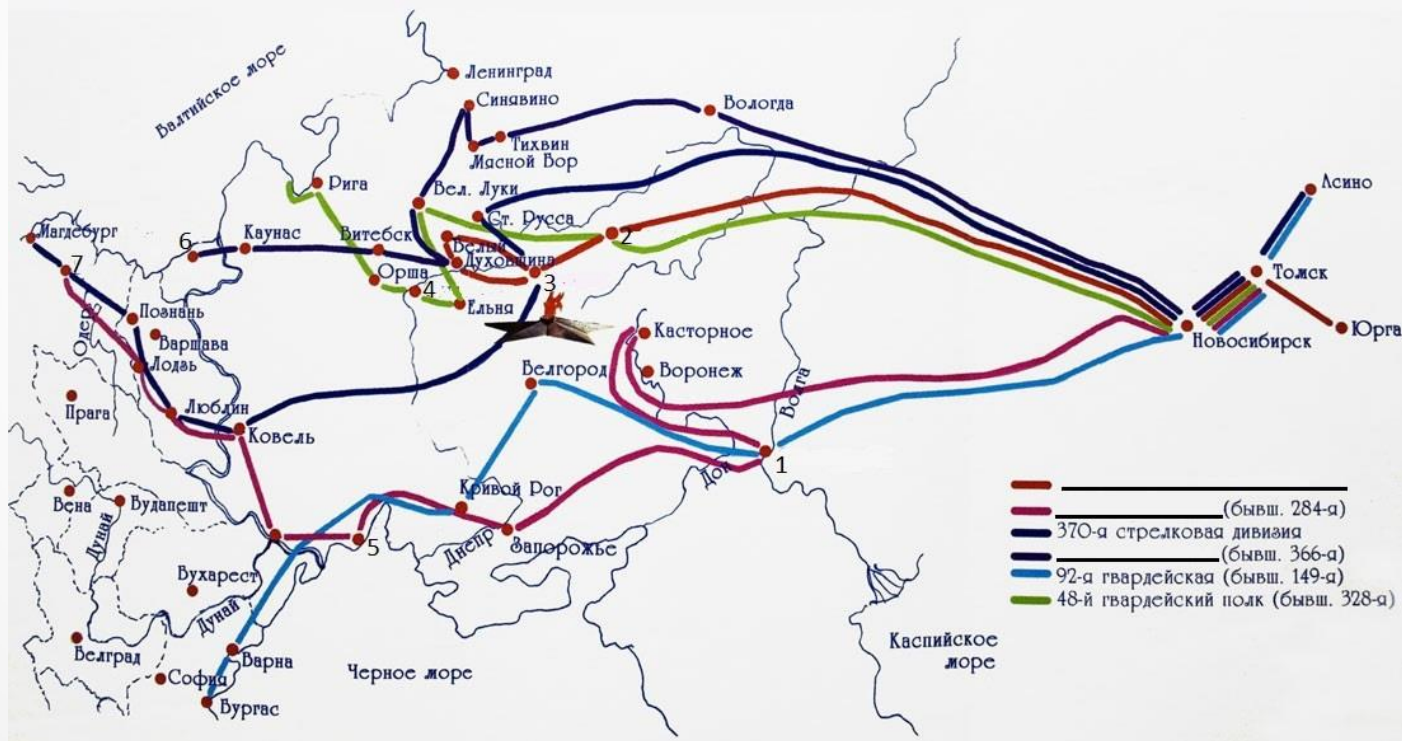 Балтийское море
Ленинград
Синявино
Вологда
Тихвин
Мясной Бор
Рига
Вел. Луки
Асино
Ст. Русса
Магдебург
6
Каунас
Витебск
Белый
2
Духовщина
Томск
7
Орша
4
3
Ельня
Познань
Одер
Варшава
Касторное
Юрга
Новосибирск
Лодзь
Белгород
Воронеж
Волга
Прага
Люблин
Ковель
1
Дон
Вена
Будапешт
Кривой Рог
Дунай
Днепр
Запорожье
5
(бывш. 284-я)
370-я стрелковая дивизия
(бывш. 366-я)
92-я гвардейская (бывш. 149-я)
48-й гвардейский полк (бывш. 328-я)
Бухарест
Дунай
Белград
Варна
София
Черное море
Каспийское
море
Бургас